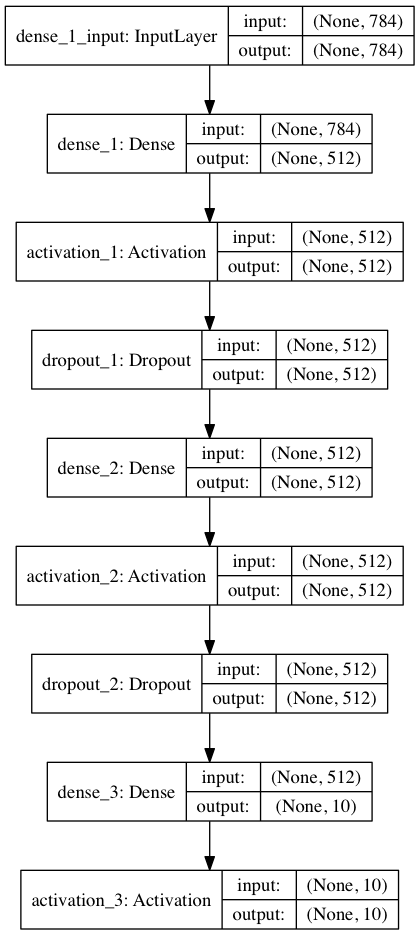 dense_1_input: InputLayer
input: (None, 784)
output: (None, 784)
dense_1: Dense
input: (None, 784)
output: (None, 512)
activation_1: Activation
input: (None, 512)
output: (None, 512)
dropout_1: Dropout
input: (None, 512)
output: (None, 512)
dense_2: Dense
input: (None, 512)
output: (None, 512)
activation_2: Activation
input: (None, 512)
output: (None, 512)
dropout_2: Dropout
input: (None, 512)
output: (None, 512)
dense_3: Dense
input: (None, 512)
output: (None, 10)
activation_3: Activation
input: (None, 10)
output: (None, 10)